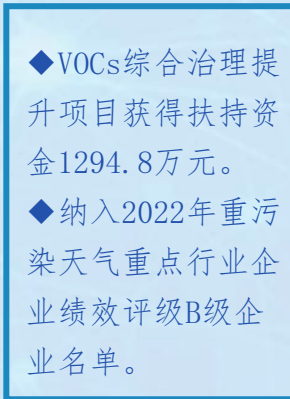 ◆VOCs综合治理提
升项目获得扶持资
金1294.8万元。
◆纳入2022年重污
染天气重点行业企
业绩效评级B级企
业名单。